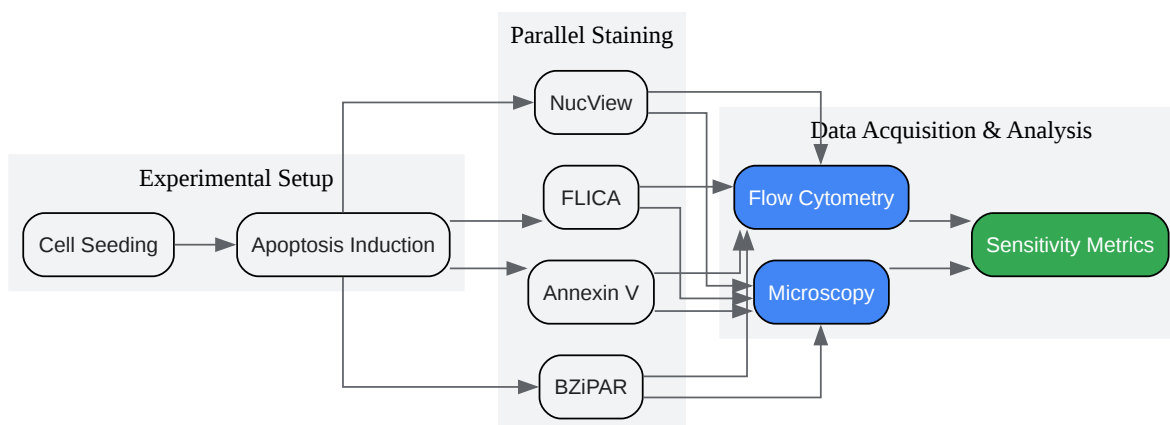 Parallel Staining
NucView
Data Acquisition & Analysis
Experimental Setup
FLICA
Flow Cytometry
Cell Seeding
Apoptosis Induction
Sensitivity Metrics
Annexin V
Microscopy
BZiPAR